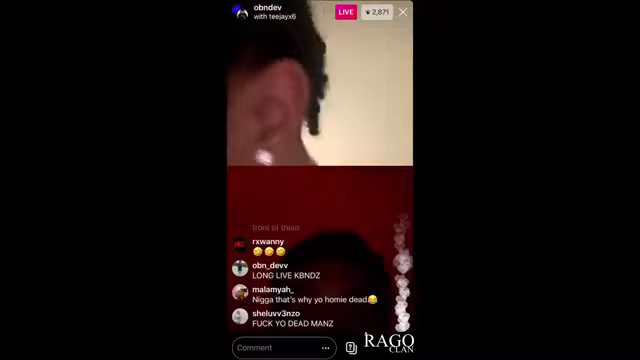 obndev
with teejayx6
LIVE
2,871
front of them
rxwanny
🤣🤣🤣
obn_devv
LONG LIVE KBNDZ
malamyah_
Nigga that's why yo homie dead😂
sheluvv3nzo
FUCK YO DEAD MANZ
Comment
RAGO
CLAN